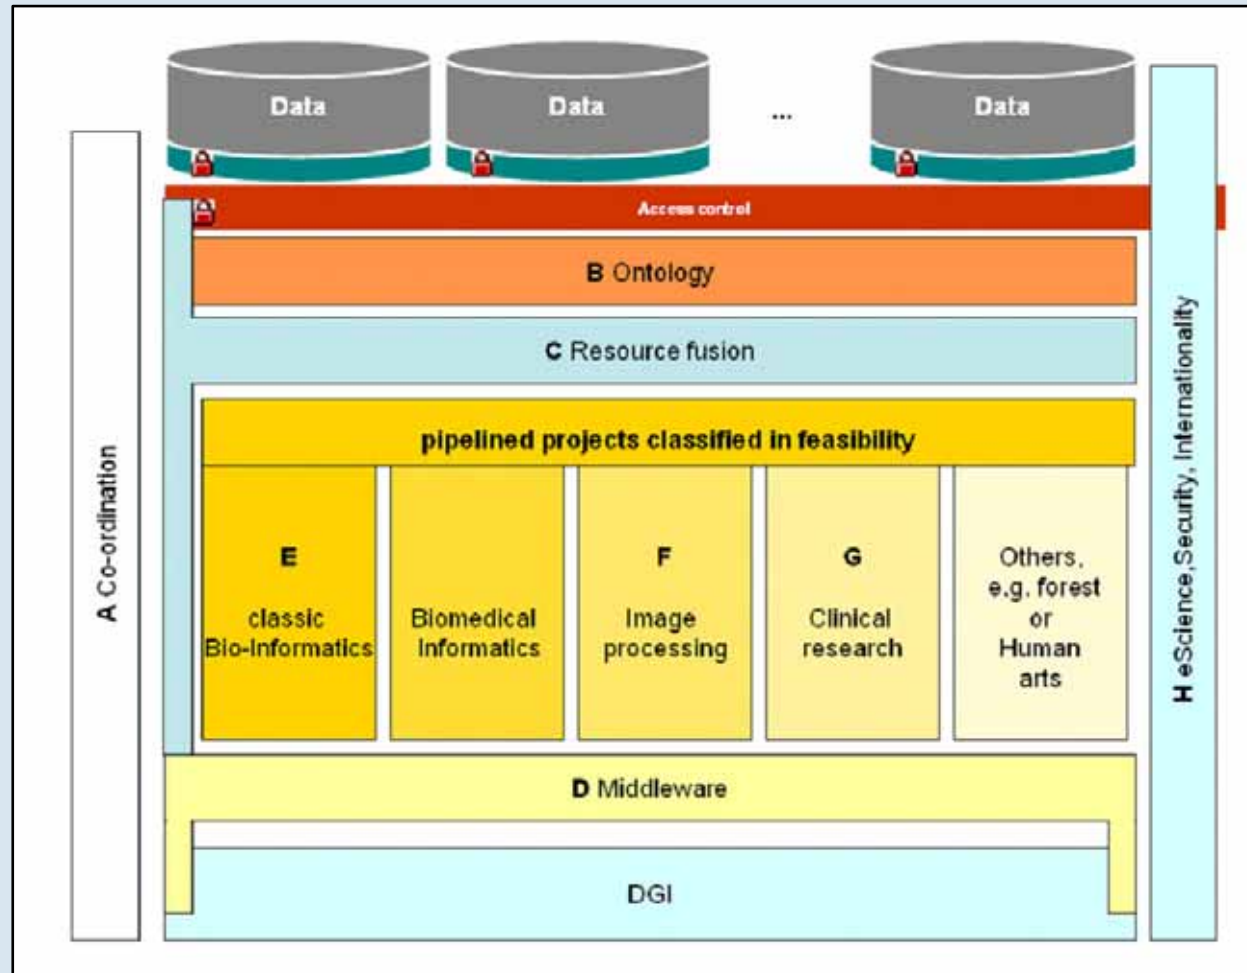 Data
Data
...
Data
Access control
B Ontology
C Resource fusion
pipelined projects classified in feasibility
E
classic
Bio-Informatics
Biomedical
Informatics
F
Image
processing
G
Clinical
research
Others,
e.g. forest
or
Human
arts
D Middleware
DGI
A Co-ordination
H eScience,Security, Internationality